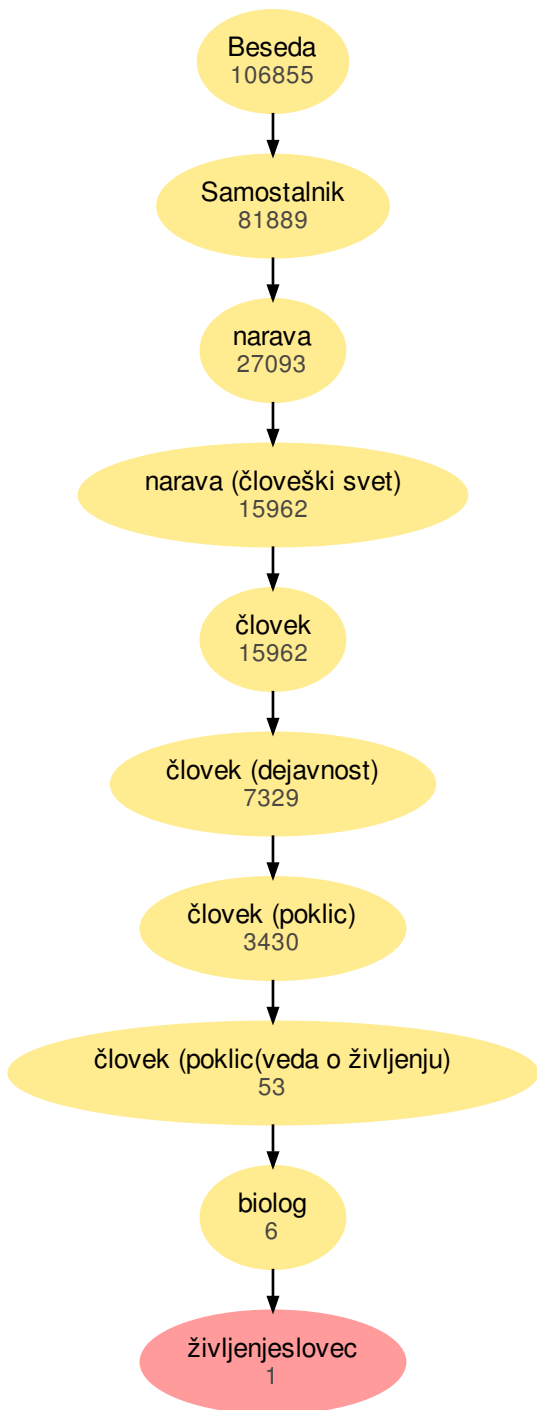 Beseda
106855
Samostalnik
81889
narava
27093
narava (človeški svet)
15962
človek
15962
človek (dejavnost)
7329
človek (poklic)
3430
človek (poklic(veda o življenju)
53
biolog
6
življenjeslovec
1